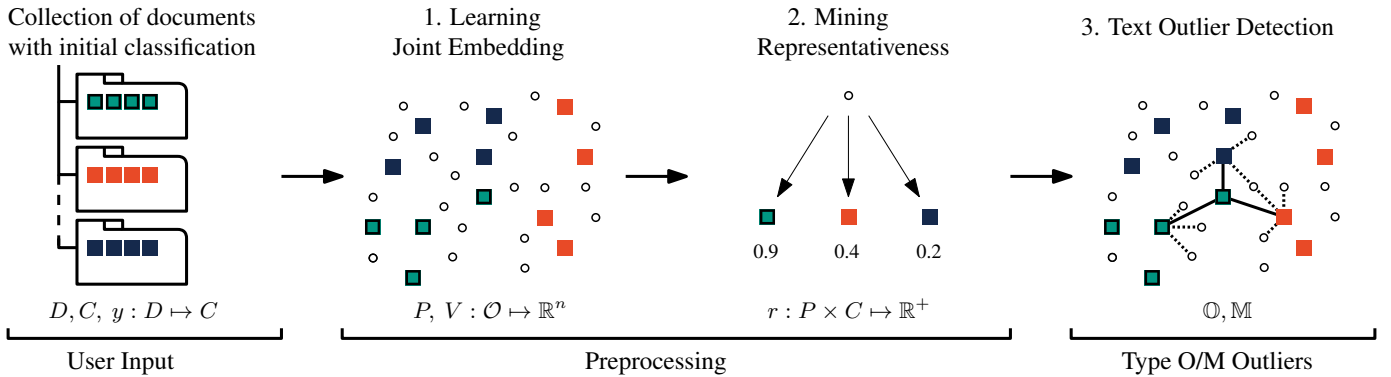 Collection of documents
with initial classification
1. Learning
Joint Embedding
2. Mining
Representativeness
3. Text Outlier Detection
0.9
0.4
0.2
D, C, y : D ↦ C
P, V : 𝒪 ↦ ℝⁿ
r : P × C ↦ ℝ⁺
𝕆, 𝕄
User Input
Preprocessing
Type O/M Outliers